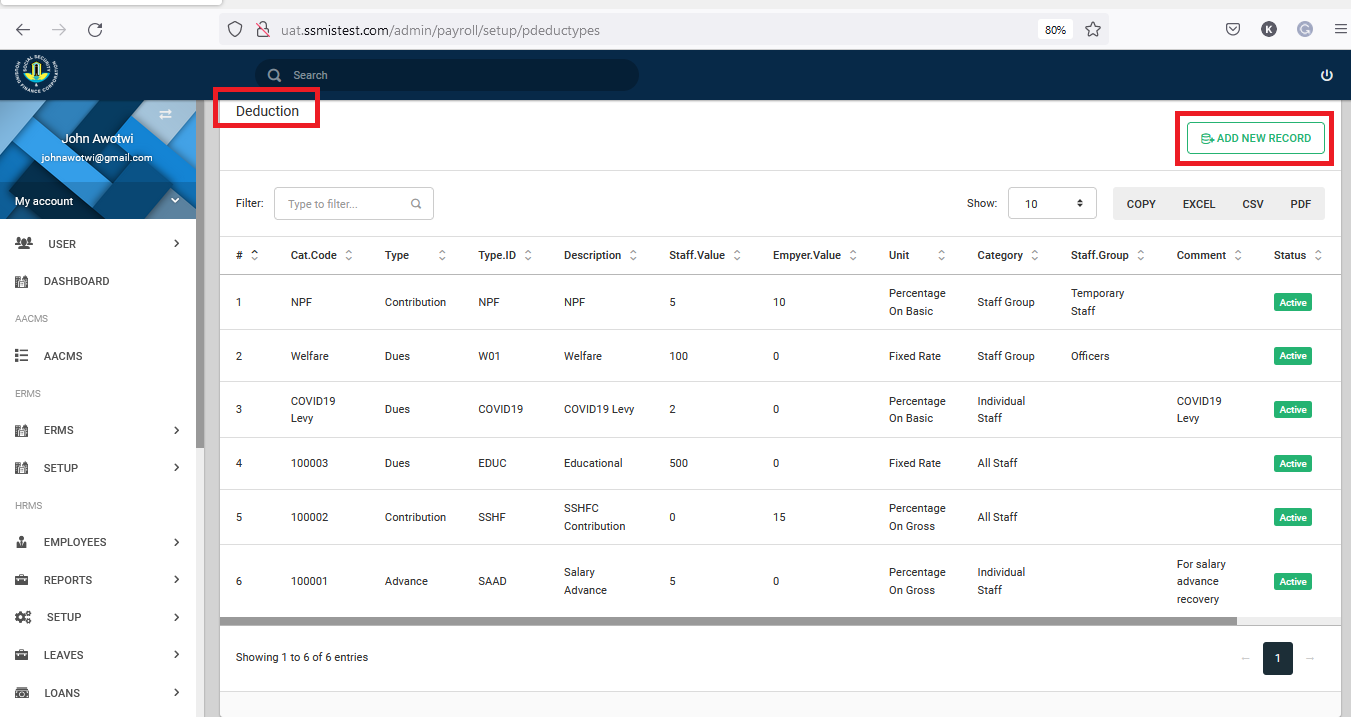 uat.ssmistest.com/admin/payroll/setup/pdeductypes
80%
K
G
SOCIAL SECURITY
HOUSING FINANCE CORPORATION
Search
John Awotwi
johnawotwi@gmail.com
My account
USER
DASHBOARD
AACMS
AACMS
ERMS
ERMS
SETUP
HRMS
EMPLOYEES
REPORTS
SETUP
LEAVES
LOANS
Deduction
ADD NEW RECORD
Filter: Type to filter...
Show: 10 COPY EXCEL CSV PDF
# Cat.Code Type Type.ID Description Staff.Value Empyer.Value Unit Category Staff.Group Comment Status
1 NPF Contribution NPF NPF 5 10 Percentage On Basic Staff Group Temporary Staff Active
2 Welfare Dues W01 Welfare 100 0 Fixed Rate Staff Group Officers Active
3 COVID19 Levy Dues COVID19 COVID19 Levy 2 0 Percentage On Basic Individual Staff COVID19 Levy Active
4 100003 Dues EDUC Educational 500 0 Fixed Rate All Staff Active
5 100002 Contribution SSHF SSHFC Contribution 0 15 Percentage On Gross All Staff Active
6 100001 Advance SAAD Salary Advance 5 0 Percentage On Gross Individual Staff For salary advance recovery Active
Showing 1 to 6 of 6 entries
← 1 →